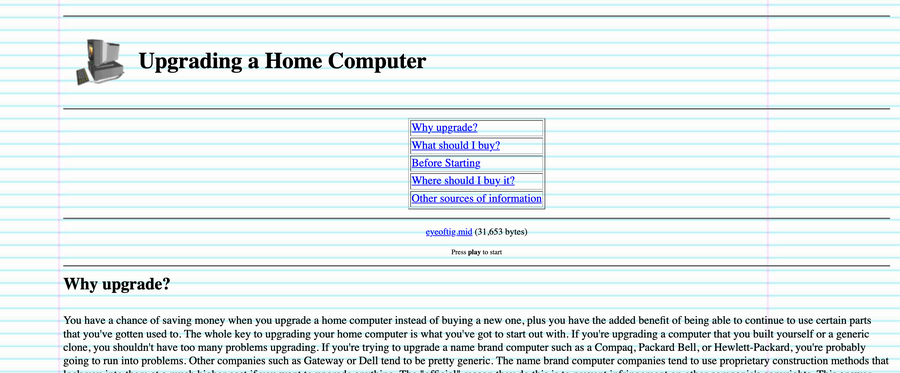 Upgrading a Home Computer
Why upgrade?
What should I buy?
Before Starting
Where should I buy it?
Other sources of information
eyeoftig.mid (31,653 bytes)
Press play to start
Why upgrade?
You have a chance of saving money when you upgrade a home computer instead of buying a new one, plus you have the added benefit of being able to continue to use certain parts
that you've gotten used to. The whole key to upgrading your home computer is what you've got to start out with. If you're upgrading a computer that you built yourself or a generic
clone, you shouldn't have too many problems upgrading. If you're trying to upgrade a name brand computer such as a Compaq, Packard Bell, or Hewlett-Packard, you're probably
going to run into problems. Other companies such as Gateway or Dell tend to be pretty generic. The name brand computer companies tend to use proprietary construction methods that